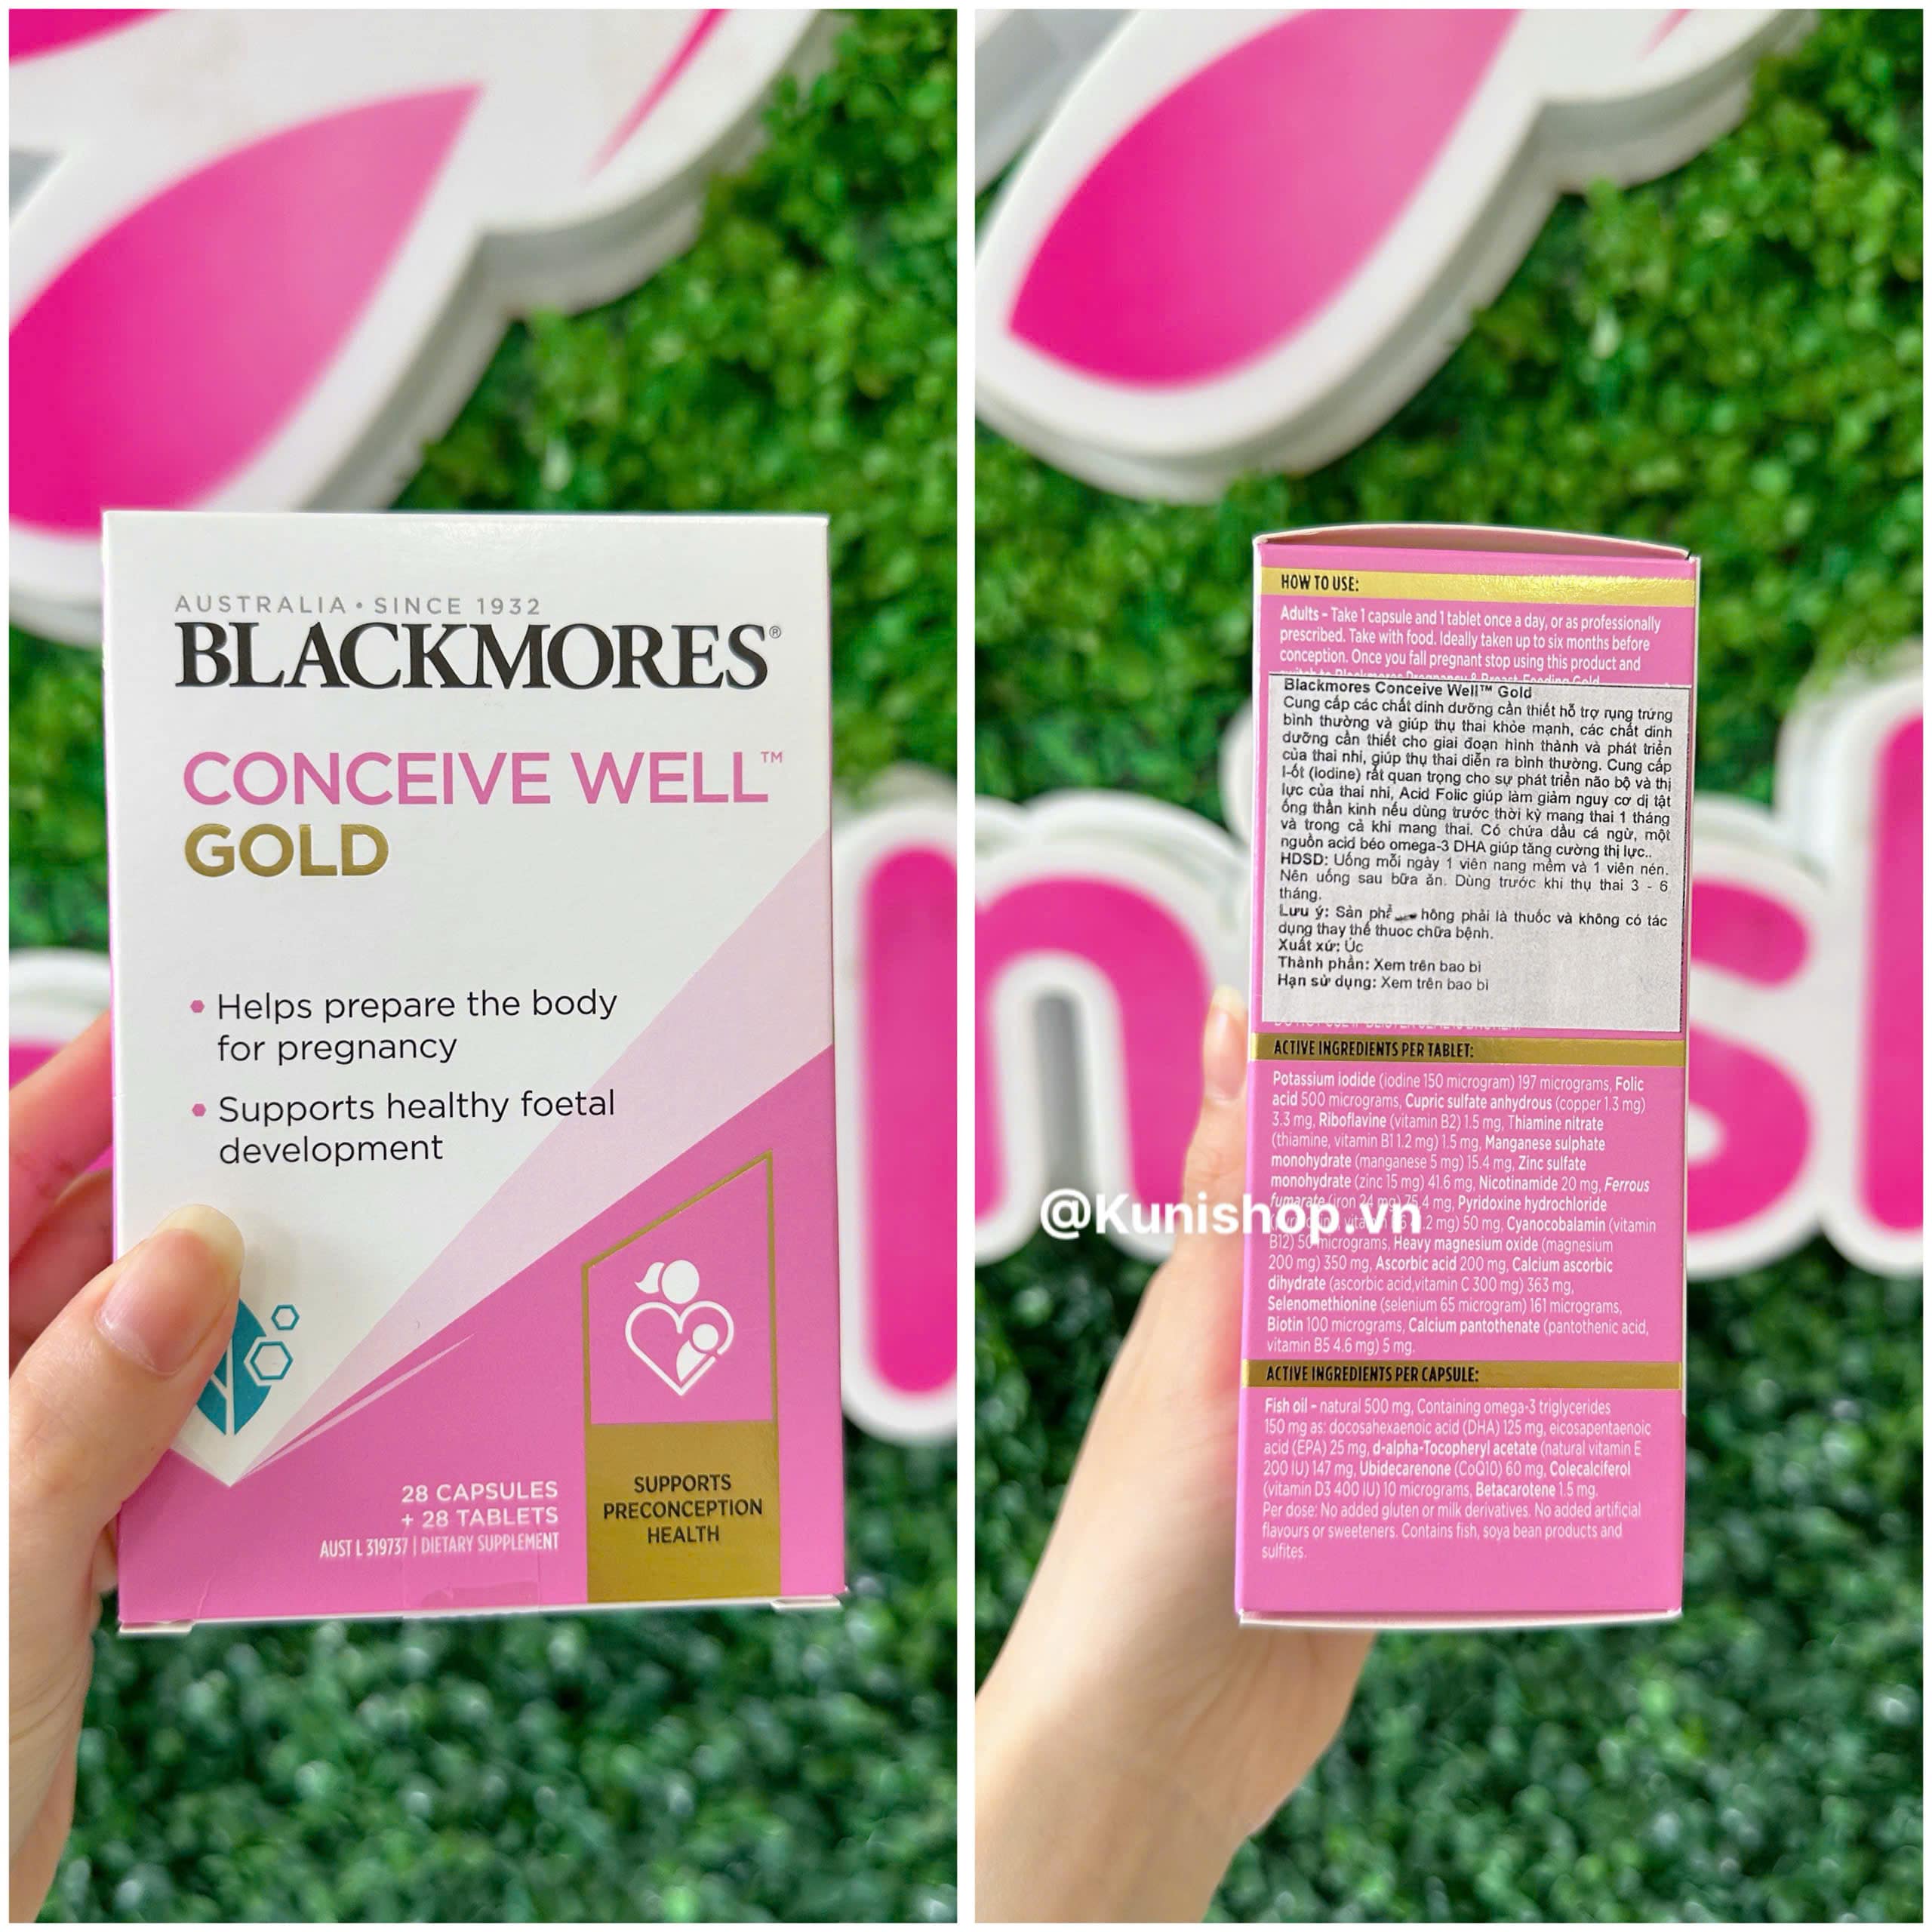 AUSTRALIA • SINCE 1932
BLACKMORES®
CONCEIVE WELL™
GOLD
• Helps prepare the body
for pregnancy
• Supports healthy foetal
development
28 CAPSULES
+ 28 TABLETS
AUST L 319737 | DIETARY SUPPLEMENT
SUPPORTS
PRECONCEPTION
HEALTH
HOW TO USE:
Adults – Take 1 capsule and 1 tablet once a day, or as professionally
prescribed. Take with food. Ideally taken up to six months before
conception. Once you fall pregnant stop using this product and
Blackmores Conceive Well™ Gold
Cung cấp các chất dinh dưỡng cần thiết hỗ trợ rụng trứng
bình thường và giúp thụ thai khỏe mạnh, các chất dinh
dưỡng cần thiết cho giai đoạn hình thành và phát triển
của thai nhi, giúp thụ thai diễn ra bình thường. Cung cấp
I-ốt (iodine) rất quan trọng cho sự phát triển não bộ và thị
lực của thai nhi, Acid Folic giúp làm giảm nguy cơ dị tật
ống thần kinh nếu dùng trước thời kỳ mang thai 1 tháng
và trong cả khi mang thai. Có chứa dầu cá ngừ, một
nguồn acid béo omega-3 DHA giúp tăng cường thị lực..
HDSD: Uống mỗi ngày 1 viên nang mềm và 1 viên nén.
Nên uống sau bữa ăn. Dùng trước khi thụ thai 3 - 6
tháng.
Lưu ý: Sản phải là thuốc và không có tác
dụng thay thế thuoc chữa bệnh.
Xuất xứ: Úc
Thành phần: Xem trên bao bì
Hạn sử dụng: Xem trên bao bì
ACTIVE INGREDIENTS PER TABLET:
Potassium iodide (iodine 150 microgram) 197 micrograms, Folic
acid 500 micrograms, Cupric sulfate anhydrous (copper 1.3 mg)
3.3 mg, Riboflavine (vitamin B2) 1.5 mg, Thiamine nitrate
(thiamine, vitamin B1 1.2 mg) 1.5 mg, Manganese sulphate
monohydrate (manganese 5 mg) 15.4 mg, Zinc sulfate
monohydrate (zinc 15 mg) 41.6 mg, Nicotinamide 20 mg, Ferrous
fumarate (iron 24 mg) 75.4 mg, Pyridoxine hydrochloride
@Kunishop.vn
mg) 50 mg, Cyanocobalamin (vitamin
B12) 50 micrograms, Heavy magnesium oxide (magnesium
200 mg) 350 mg, Ascorbic acid 200 mg, Calcium ascorbic
dihydrate (ascorbic acid,vitamin C 300 mg) 363 mg,
Selenomethionine (selenium 65 microgram) 161 micrograms,
Biotin 100 micrograms, Calcium pantothenate (pantothenic acid,
vitamin B5 4.6 mg) 5 mg.
ACTIVE INGREDIENTS PER CAPSULE:
Fish oil – natural 500 mg, Containing omega-3 triglycerides
150 mg as: docosahexaenoic acid (DHA) 125 mg, eicosapentaenoic
acid (EPA) 25 mg, d-alpha-Tocopheryl acetate (natural vitamin E
200 IU) 147 mg, Ubidecarenone (CoQ10) 60 mg, Colecalciferol
(vitamin D3 400 IU) 10 micrograms, Betacarotene 1.5 mg.
Per dose: No added gluten or milk derivatives. No added artificial
flavours or sweeteners. Contains fish, soya bean products and
sulfites.